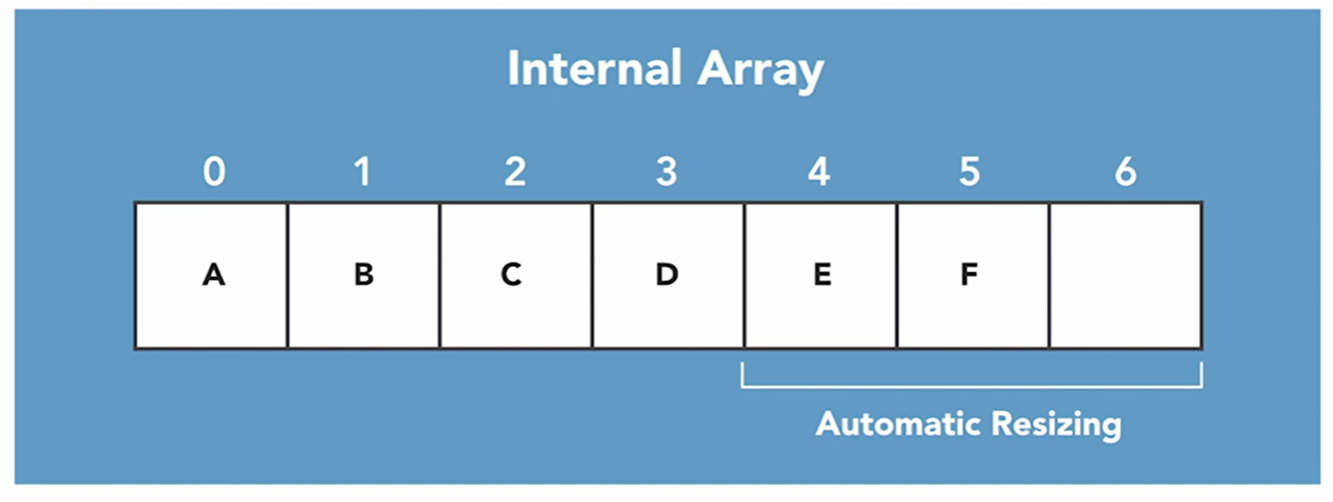 Internal Array
0 1 2 3 4 5 6
A B C D E F
Automatic Resizing